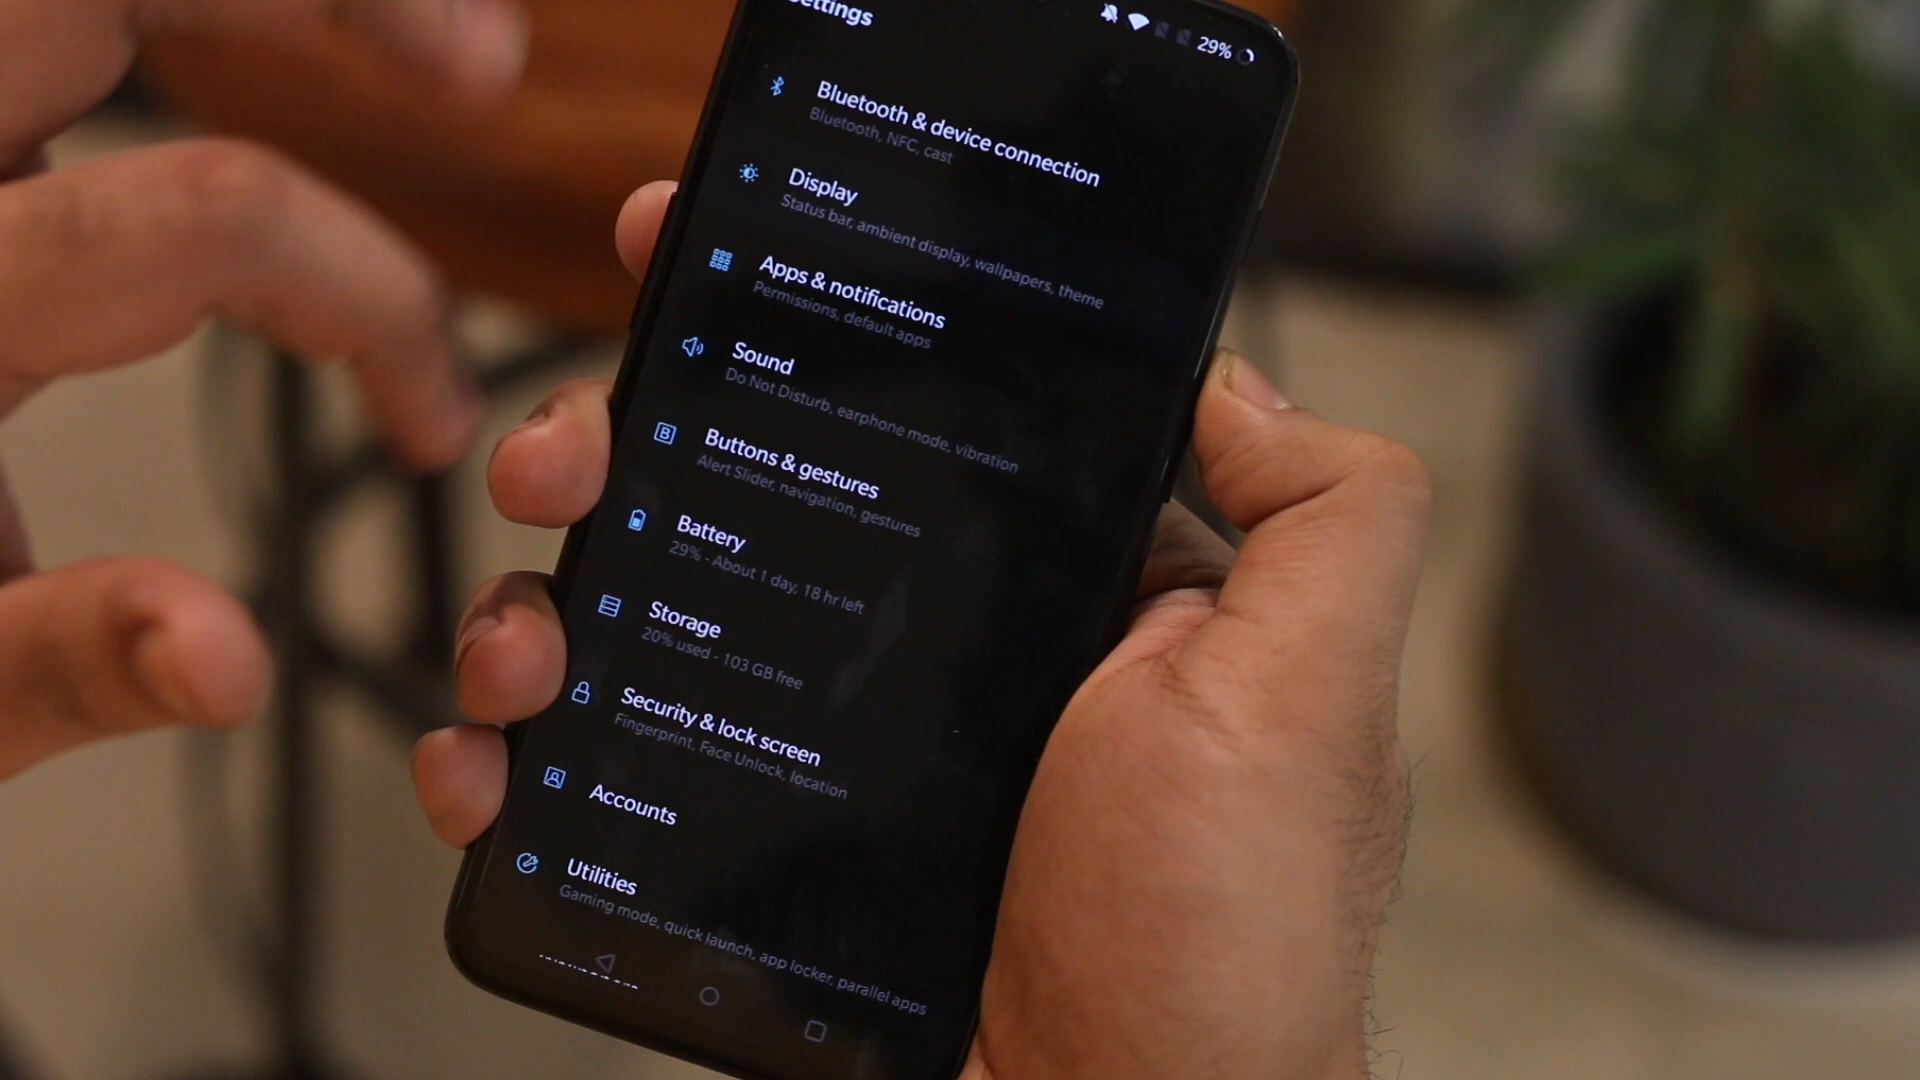 Settings
29%
Bluetooth & device connection
Bluetooth, NFC, cast
Display
Status bar, ambient display, wallpapers, theme
Apps & notifications
Permissions, default apps
Sound
Do Not Disturb, earphone mode, vibration
Buttons & gestures
Alert Slider, navigation, gestures
Battery
29% - About 1 day, 18 hr left
Storage
20% used - 103 GB free
Security & lock screen
Fingerprint, Face Unlock, location
Accounts
Utilities
Gaming mode, quick launch, app locker, parallel apps